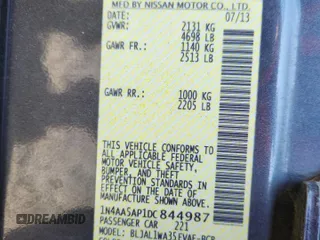 MFD BY NISSAN MOTOR CO., LTD.
DATE: 07/13
GVWR: 2131 KG
4698 LB
GAWR FR.: 1140 KG
2513 LB
GAWR RR.: 1000 KG
2205 LB
THIS VEHICLE CONFORMS TO ALL
APPLICABLE FEDERAL MOTOR
VEHICLE SAFETY,
BUMPER, AND THEFT PREVENTION
STANDARDS IN EFFECT ON THE
DATE OF MANUFACTURE
SHOWN ABOVE.
1N4AA5AP1DC844987
PASSENGER CAR 221
MODEL:
DREAMBID